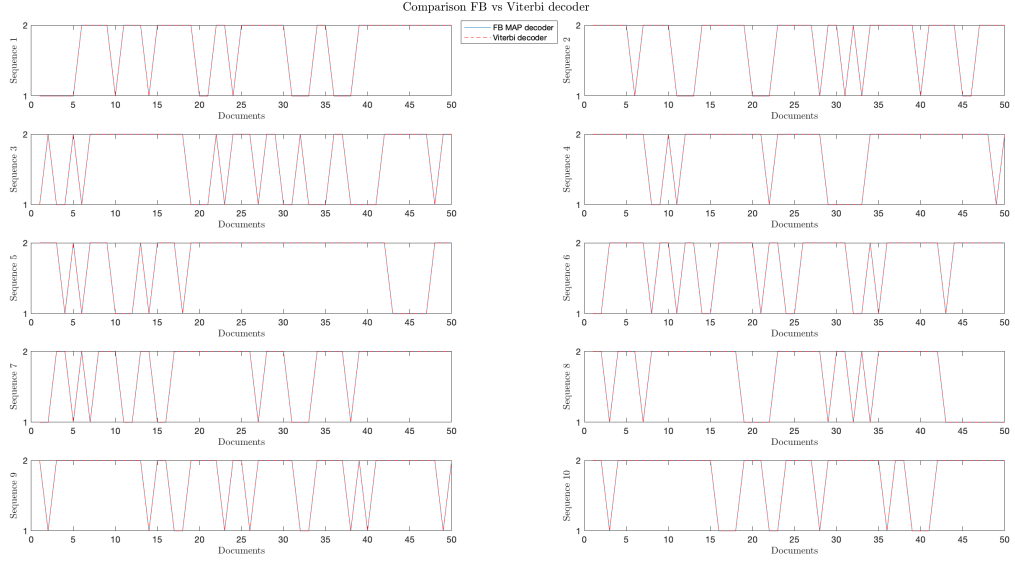 Comparison FB vs Viterbi decoder
FB MAP decoder
Viterbi decoder
Sequence 1
2
1
0 5 10 15 20 25 30 35 40 45 50
Documents
Sequence 2
2
1
0 5 10 15 20 25 30 35 40 45 50
Documents
Sequence 3
2
1
0 5 10 15 20 25 30 35 40 45 50
Documents
Sequence 4
2
1
0 5 10 15 20 25 30 35 40 45 50
Documents
Sequence 5
2
1
0 5 10 15 20 25 30 35 40 45 50
Documents
Sequence 6
2
1
0 5 10 15 20 25 30 35 40 45 50
Documents
Sequence 7
2
1
0 5 10 15 20 25 30 35 40 45 50
Documents
Sequence 8
2
1
0 5 10 15 20 25 30 35 40 45 50
Documents
Sequence 9
2
1
0 5 10 15 20 25 30 35 40 45 50
Documents
Sequence 10
2
1
0 5 10 15 20 25 30 35 40 45 50
Documents